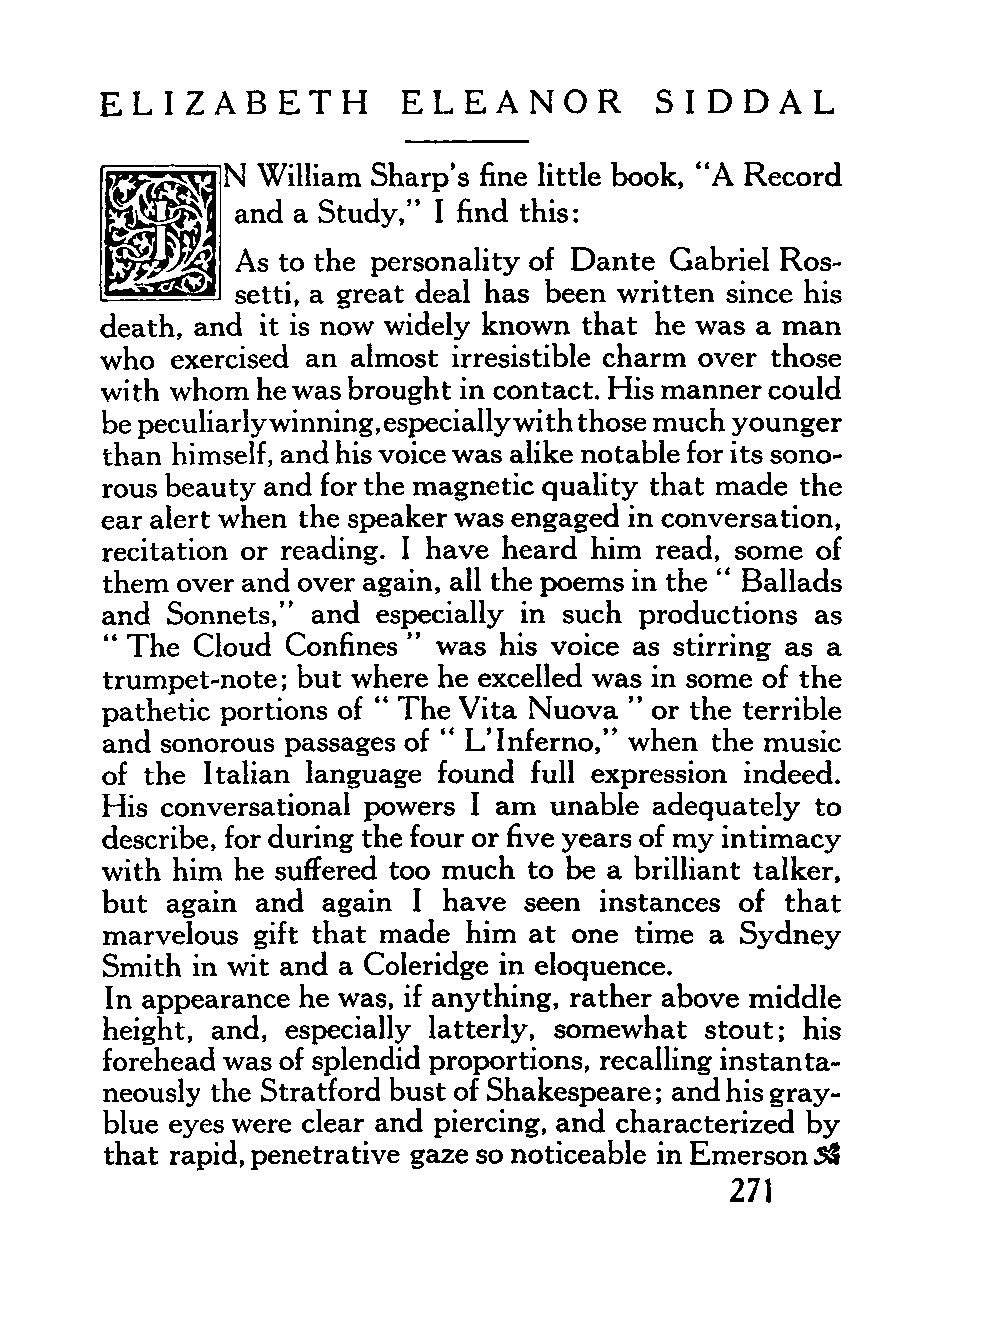 ELIZABETH ELEANOR SIDDAL
IN William Sharp's fine little book, “A Record
and a Study,” I find this:
As to the personality of Dante Gabriel Ros-
setti, a great deal has been written since his
death, and it is now widely known that he was a man
who exercised an almost irresistible charm over those
with whom he was brought in contact. His manner could
be peculiarly winning, especially with those much younger
than himself, and his voice was alike notable for its sono-
rous beauty and for the magnetic quality that made the
ear alert when the speaker was engaged in conversation,
recitation or reading. I have heard him read, some of
them over and over again, all the poems in the “ Ballads
and Sonnets,” and especially in such productions as
“ The Cloud Confines ” was his voice as stirring as a
trumpet-note; but where he excelled was in some of the
pathetic portions of “ The Vita Nuova ” or the terrible
and sonorous passages of “ L'Inferno,” when the music
of the Italian language found full expression indeed.
His conversational powers I am unable adequately to
describe, for during the four or five years of my intimacy
with him he suffered too much to be a brilliant talker,
but again and again I have seen instances of that
marvelous gift that made him at one time a Sydney
Smith in wit and a Coleridge in eloquence.
In appearance he was, if anything, rather above middle
height, and, especially latterly, somewhat stout; his
forehead was of splendid proportions, recalling instanta-
neously the Stratford bust of Shakespeare; and his gray-
blue eyes were clear and piercing, and characterized by
that rapid, penetrative gaze so noticeable in Emerson
271